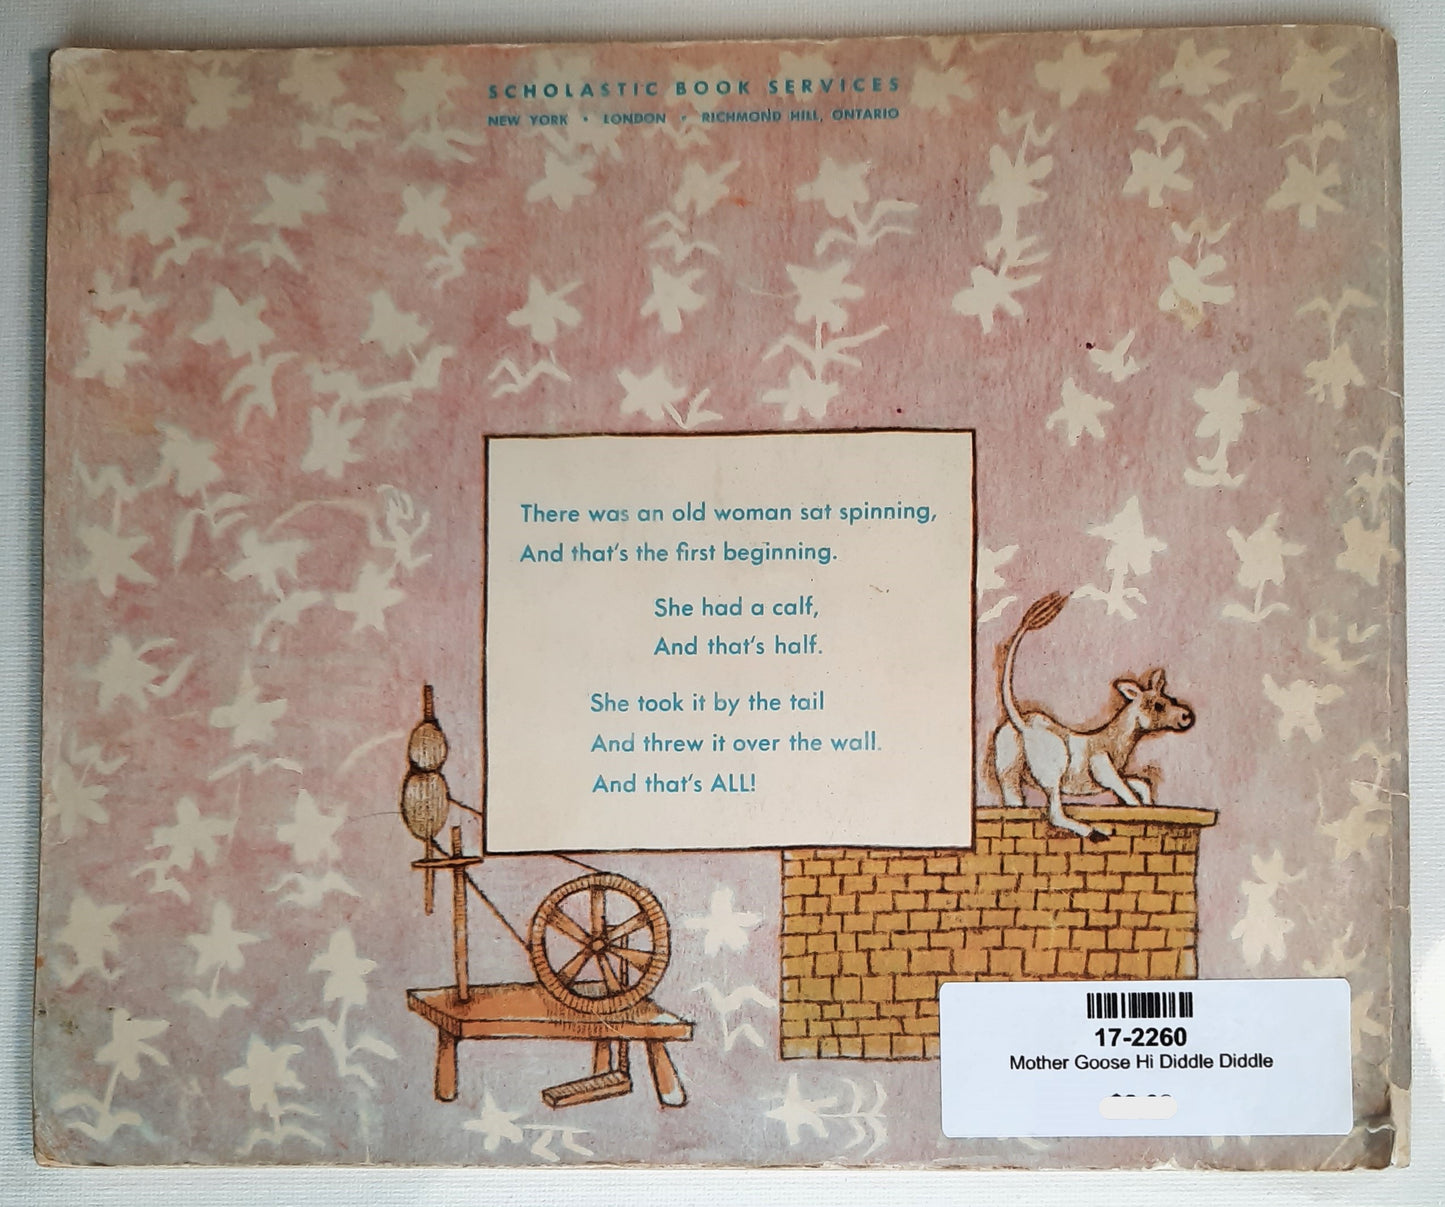 SCHOLASTIC BOOK SERVICES
NEW YORK • LONDON • RICHMOND HILL, ONTARIO
There was an old woman sat spinning,
And that's the first beginning.
She had a calf,
And that's half.
She took it by the tail
And threw it over the wall.
And that's ALL!
17-2260
Mother Goose Hi Diddle Diddle